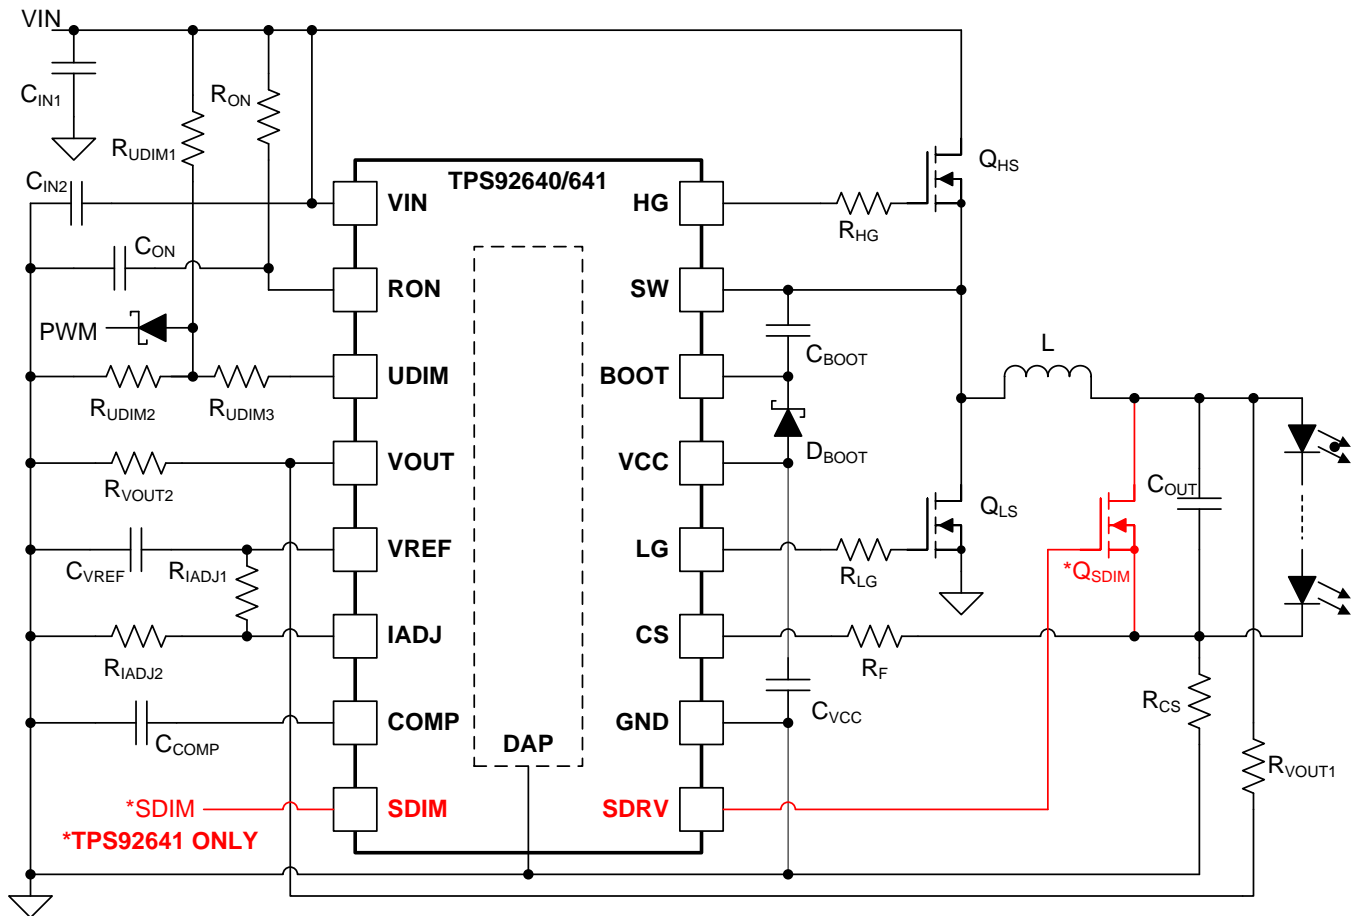 VIN
CIN1
RON
RUDIM1
QHS
CIN2
TPS92640/641
VIN
HG
RHG
CON
RON
SW
PWM
CBOOT
L
UDIM
BOOT
RUDIM2
RUDIM3
DBOOT
VOUT
VCC
RVOUT2
COUT
QLS
VREF
LG
CVREF
RIADJ1
RLG
*QSDIM
IADJ
CS
RIADJ2
RF
RCS
COMP
GND
CVCC
CCOMP
DAP
RVOUT1
*SDIM
SDIM
SDRV
*TPS92641 ONLY